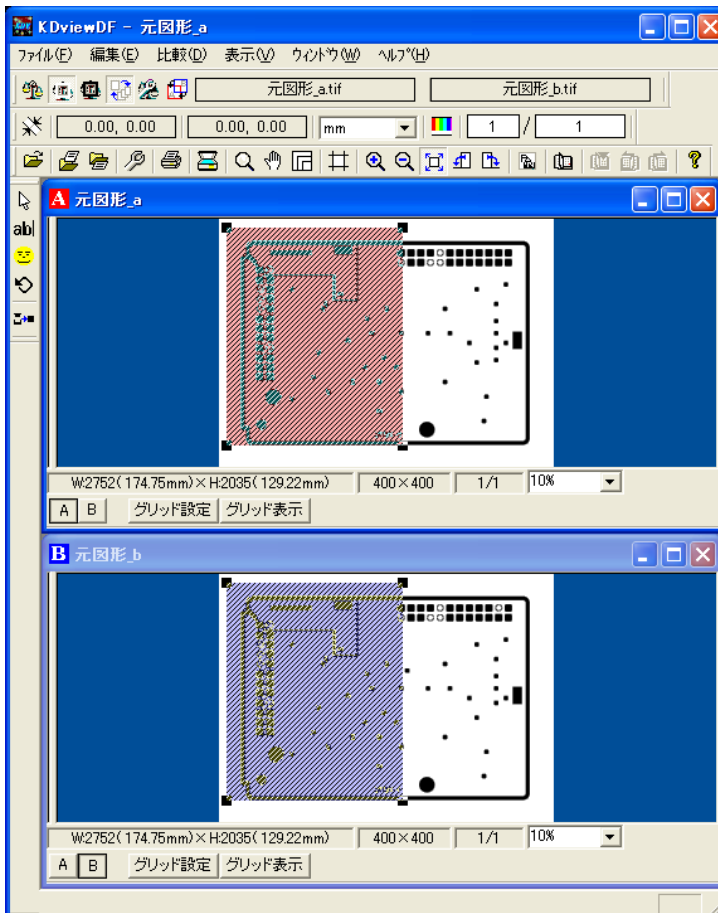 KDviewDF - 元図形_a
ファイル(F) 編集(E) 比較(D) 表示(V) ウィンドウ(W) ヘルプ(H)
元図形_a.tif 元図形_b.tif
0.00, 0.00 0.00, 0.00 mm 1 / 1
?
abl
A 元図形_a
W:2752( 174.75mm)×H:2035( 129.22mm) 400×400 1/1 10%
A B グリッド設定 グリッド表示
B 元図形_b
W:2752( 174.75mm)×H:2035( 129.22mm) 400×400 1/1 10%
A B グリッド設定 グリッド表示